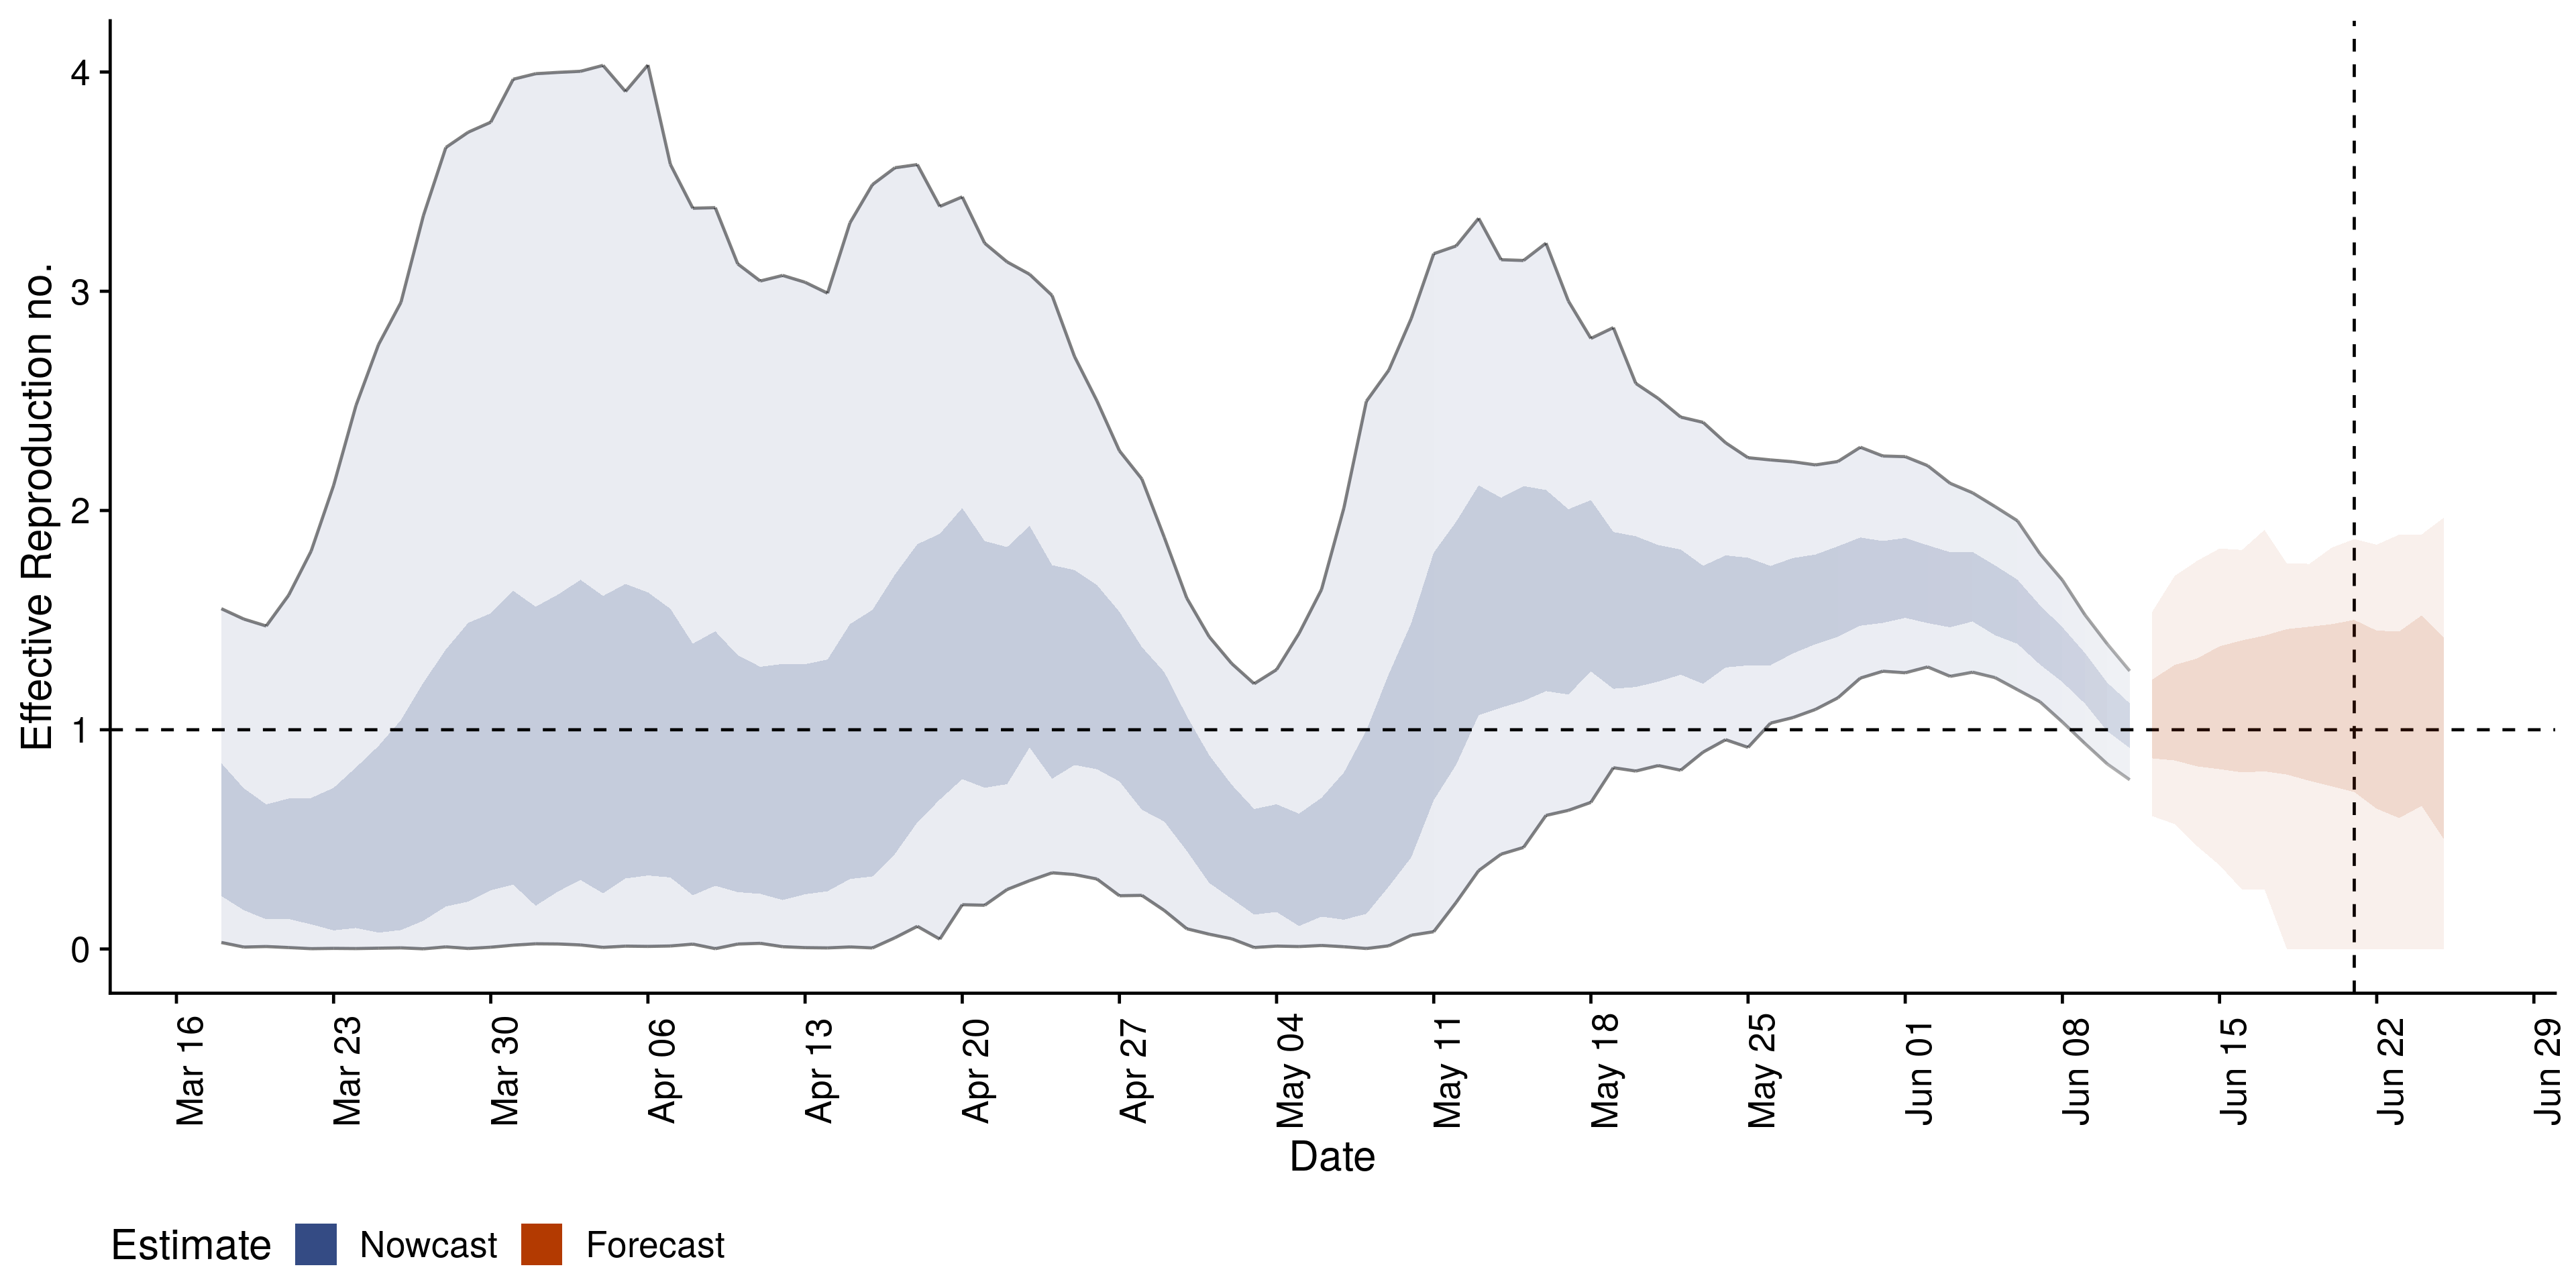 Effective Reproduction no.
4
3
2
1
0
Mar 16
Mar 23
Mar 30
Apr 06
Apr 13
Apr 20
Apr 27
May 04
May 11
May 18
May 25
Jun 01
Jun 08
Jun 15
Jun 22
Jun 29
Date
Estimate Nowcast Forecast